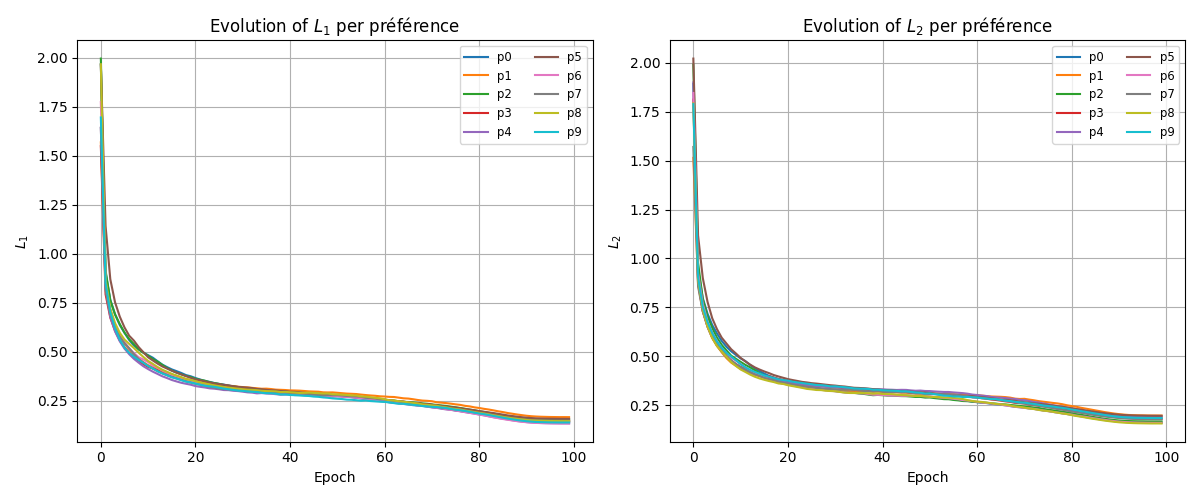 Evolution of L₁ per préférence
2.00
1.75
1.50
1.25
1.00
0.75
0.50
0.25
L₁
0 20 40 60 80 100
Epoch
p0 p5
p1 p6
p2 p7
p3 p8
p4 p9
Evolution of L₂ per préférence
2.00
1.75
1.50
1.25
1.00
0.75
0.50
0.25
L₂
0 20 40 60 80 100
Epoch
p0 p5
p1 p6
p2 p7
p3 p8
p4 p9